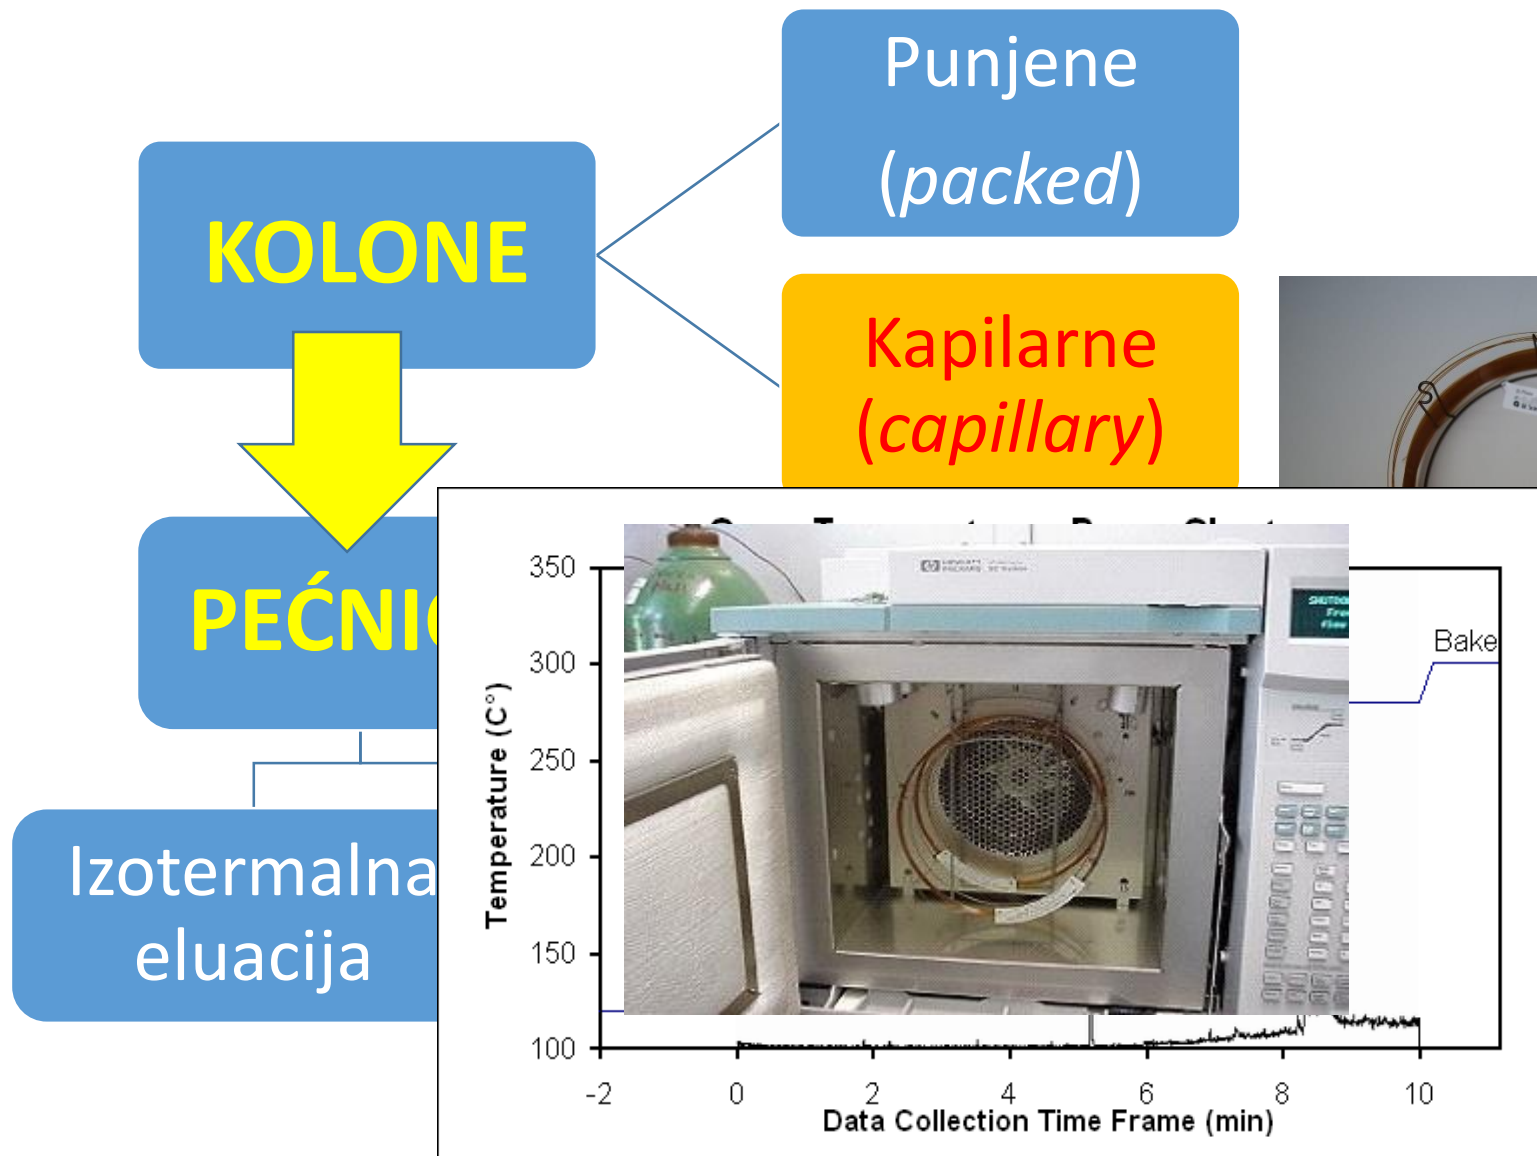 Punjene
(packed)
KOLONE
Kapilarne
(capillary)
PEĆNI
Izotermalna
eluacija
350
300
250
200
150
100
Temperature (C°)
Bake
-2 0 2 4 6 8 10
Data Collection Time Frame (min)